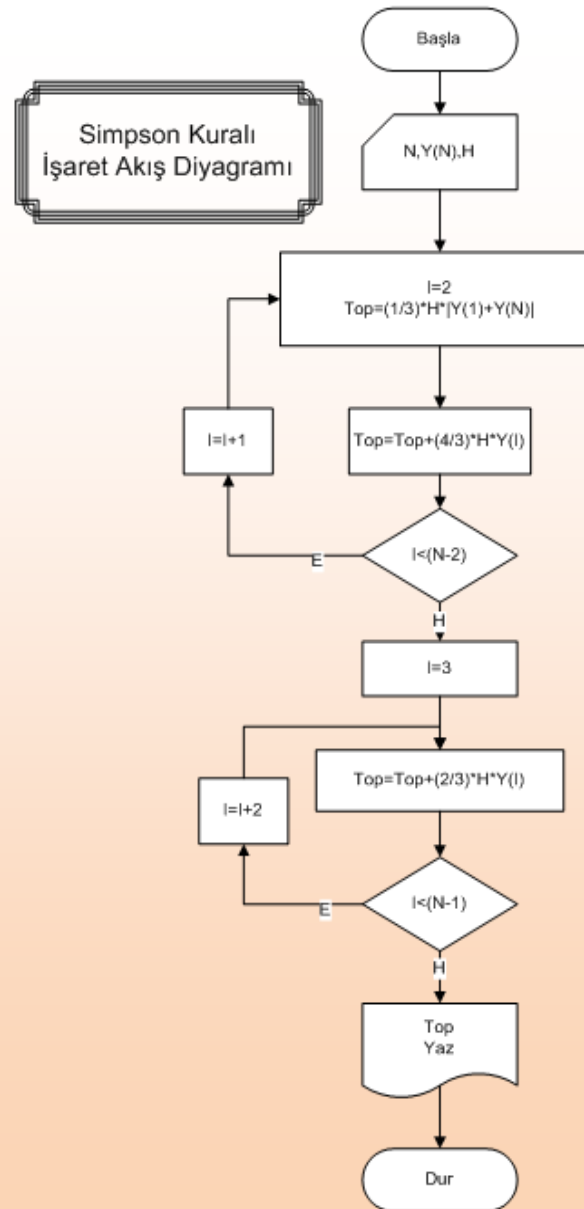 Başla
Simpson Kuralı
İşaret Akış Diyagramı
N,Y(N),H
I=2
Top=(1/3)*H*|Y(1)+Y(N)|
I=I+1
Top=Top+(4/3)*H*Y(I)
I<(N-2)
E
H
I=3
Top=Top+(2/3)*H*Y(I)
I=I+2
I<(N-1)
E
H
Top
Yaz
Dur